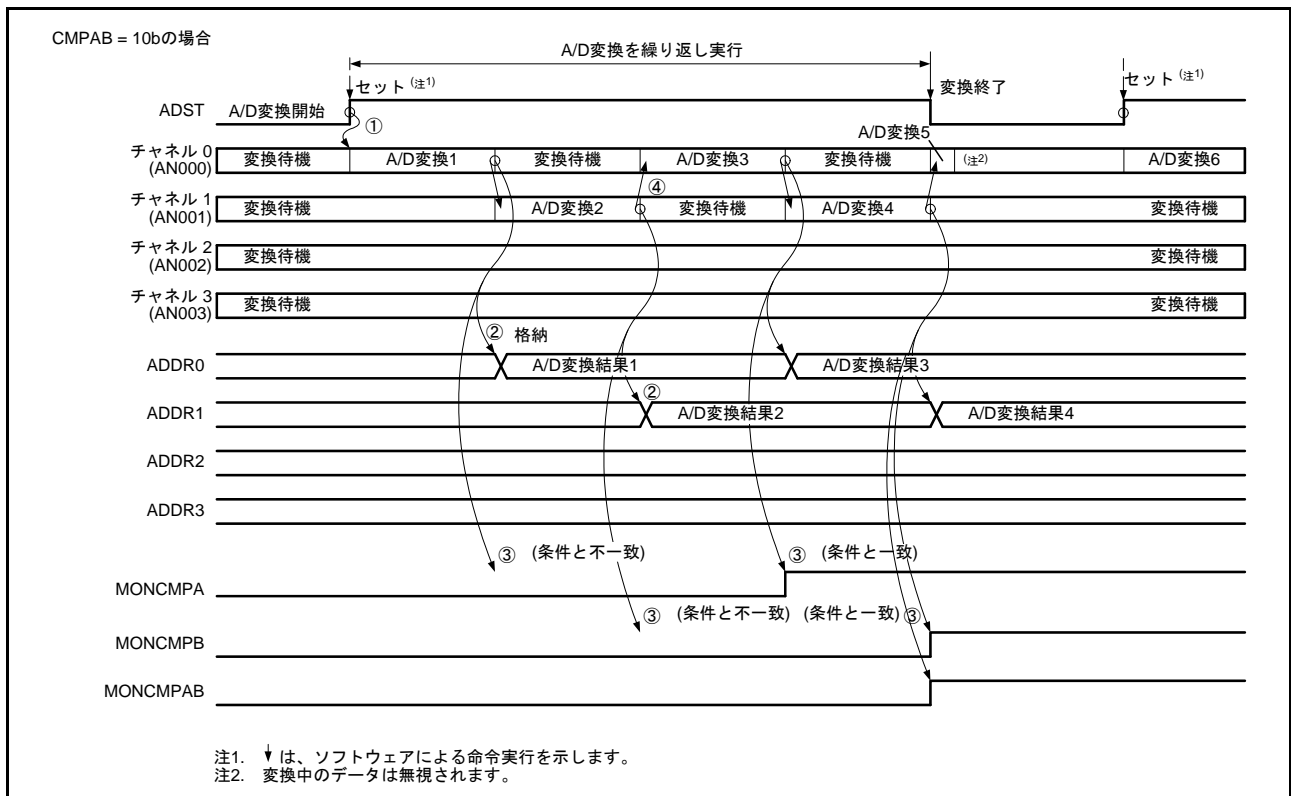 CMPAB = 10bの場合
A/D変換を繰り返し実行
セット (注1)
変換終了
セット (注1)
ADST
A/D変換開始
①
A/D変換5
チャネル 0
(AN000)
変換待機
A/D変換1
変換待機
A/D変換3
変換待機
(注2)
A/D変換6
④
チャネル 1
(AN001)
変換待機
A/D変換2
変換待機
A/D変換4
変換待機
チャネル 2
(AN002)
変換待機
変換待機
チャネル 3
(AN003)
変換待機
変換待機
② 格納
ADDR0
A/D変換結果1
A/D変換結果3
②
ADDR1
A/D変換結果2
A/D変換結果4
ADDR2
ADDR3
③ (条件と不一致)
③ (条件と一致)
MONCMPA
③ (条件と不一致)
(条件と一致) ③
MONCMPB
MONCMPAB
注1. は、ソフトウェアによる命令実行を示します。
注2. 変換中のデータは無視されます。